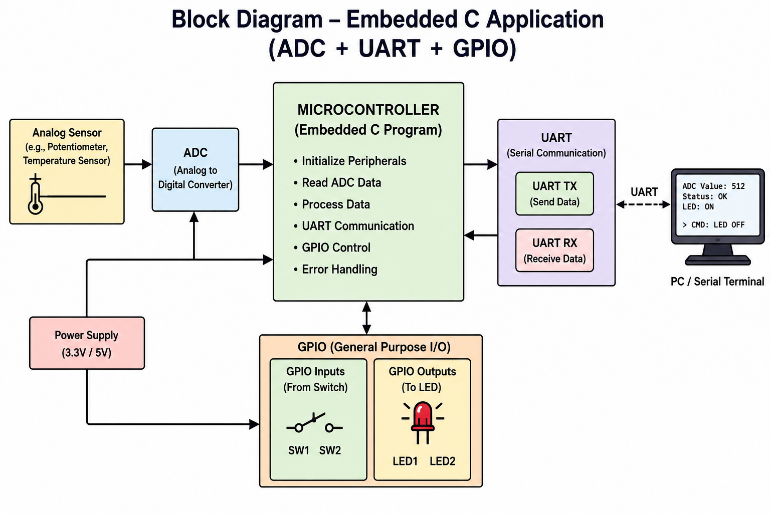 Block Diagram – Embedded C Application
(ADC + UART + GPIO)
Analog Sensor
(e.g., Potentiometer,
Temperature Sensor)
ADC
(Analog to
Digital Converter)
MICROCONTROLLER
(Embedded C Program)
• Initialize Peripherals
• Read ADC Data
• Process Data
• UART Communication
• GPIO Control
• Error Handling
UART
(Serial Communication)
UART TX
(Send Data)
UART RX
(Receive Data)
UART
ADC Value: 512
Status: OK
LED: ON
> CMD: LED OFF
PC / Serial Terminal
Power Supply
(3.3V / 5V)
GPIO (General Purpose I/O)
GPIO Inputs
(From Switch)
SW1 SW2
GPIO Outputs
(To LED)
LED1 LED2